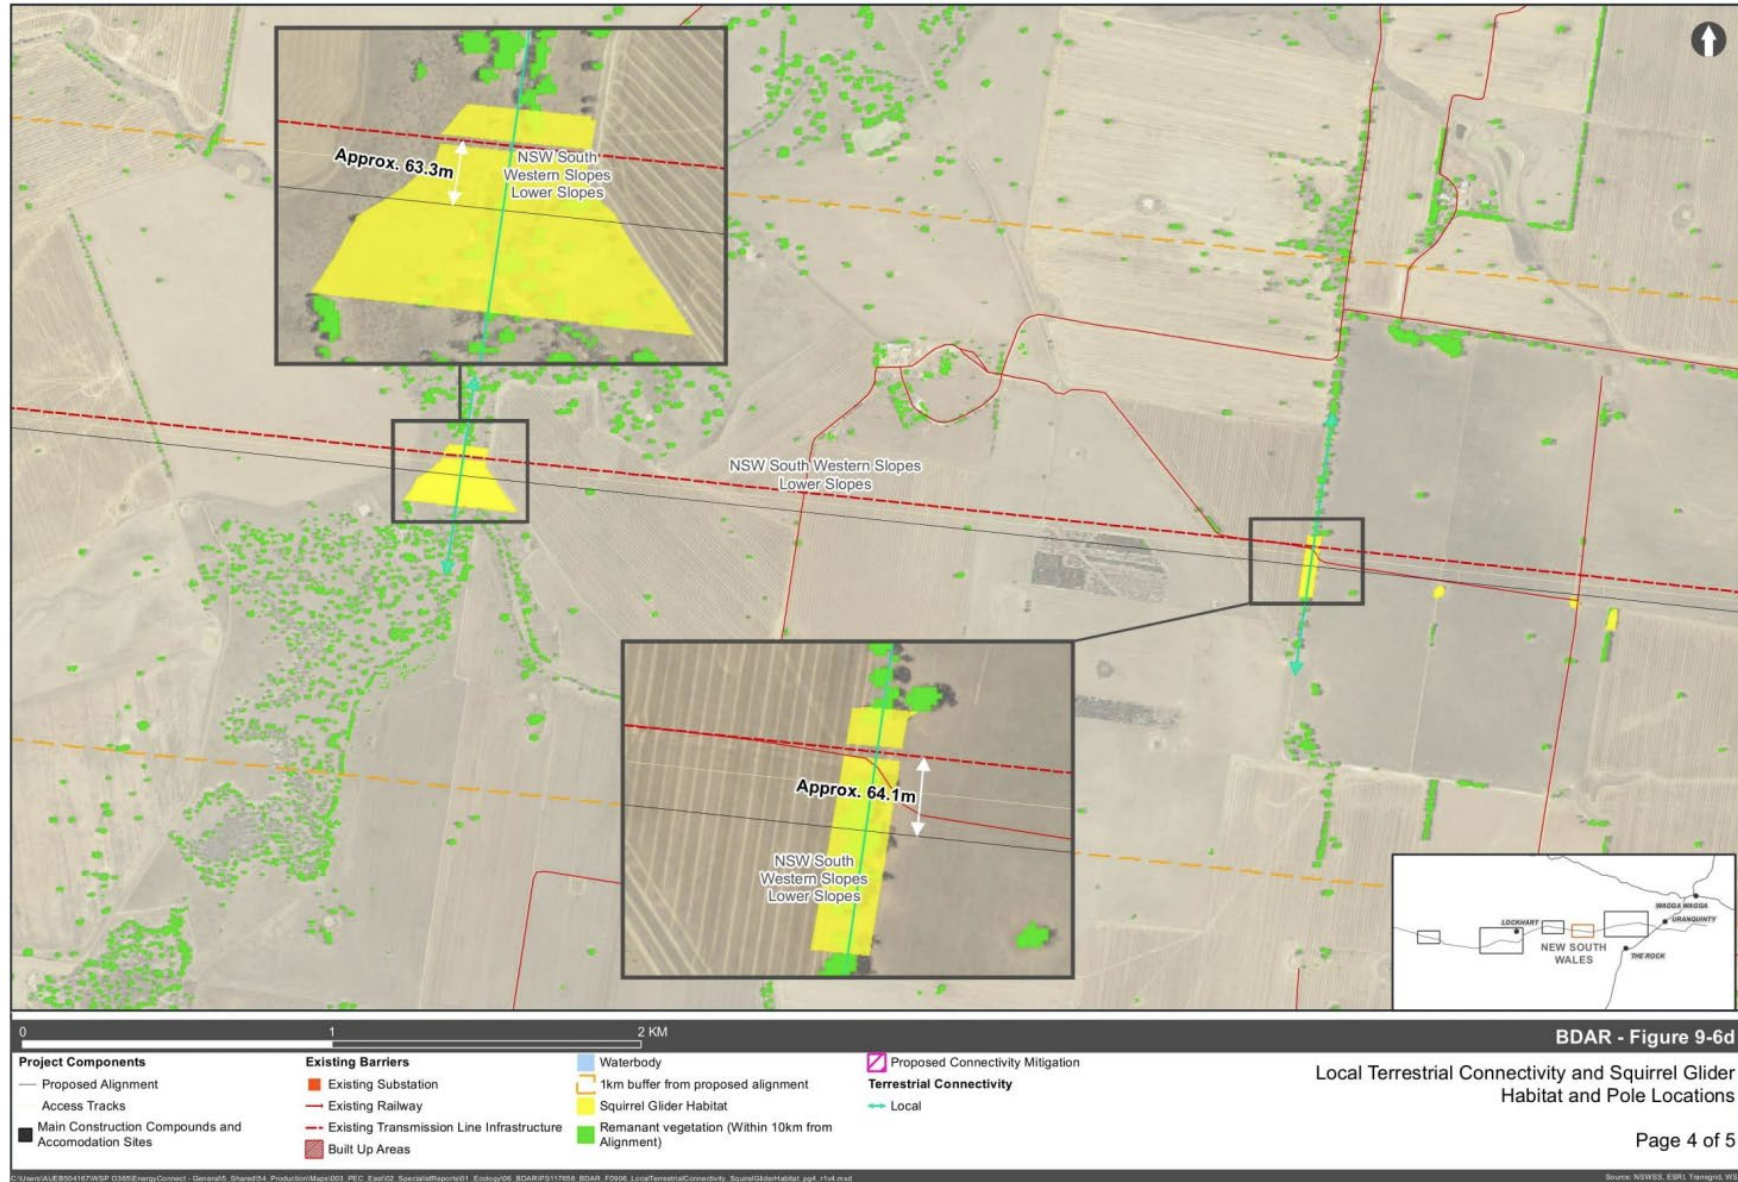 Approx. 63.3m
NSW South
Western Slopes
Lower Slopes
NSW South Western Slopes
Lower Slopes
Approx. 64.1m
NSW South
Western Slopes
Lower Slopes
WAGGA WAGGA
LOCKHART
URANQUINTY
NEW SOUTH
WALES
THE ROCK
0 1 2 KM
BDAR - Figure 9-6d
Local Terrestrial Connectivity and Squirrel Glider
Habitat and Pole Locations
Page 4 of 5
Project Components
Proposed Alignment
Access Tracks
Main Construction Compounds and
Accomodation Sites
Existing Barriers
Existing Substation
Existing Railway
Existing Transmission Line Infrastructure
Built Up Areas
Waterbody
1km buffer from proposed alignment
Squirrel Glider Habitat
Remanant vegetation (Within 10km from
Alignment)
Proposed Connectivity Mitigation
Terrestrial Connectivity
Local
Source: NSWSS, ESRI, Transgrid,